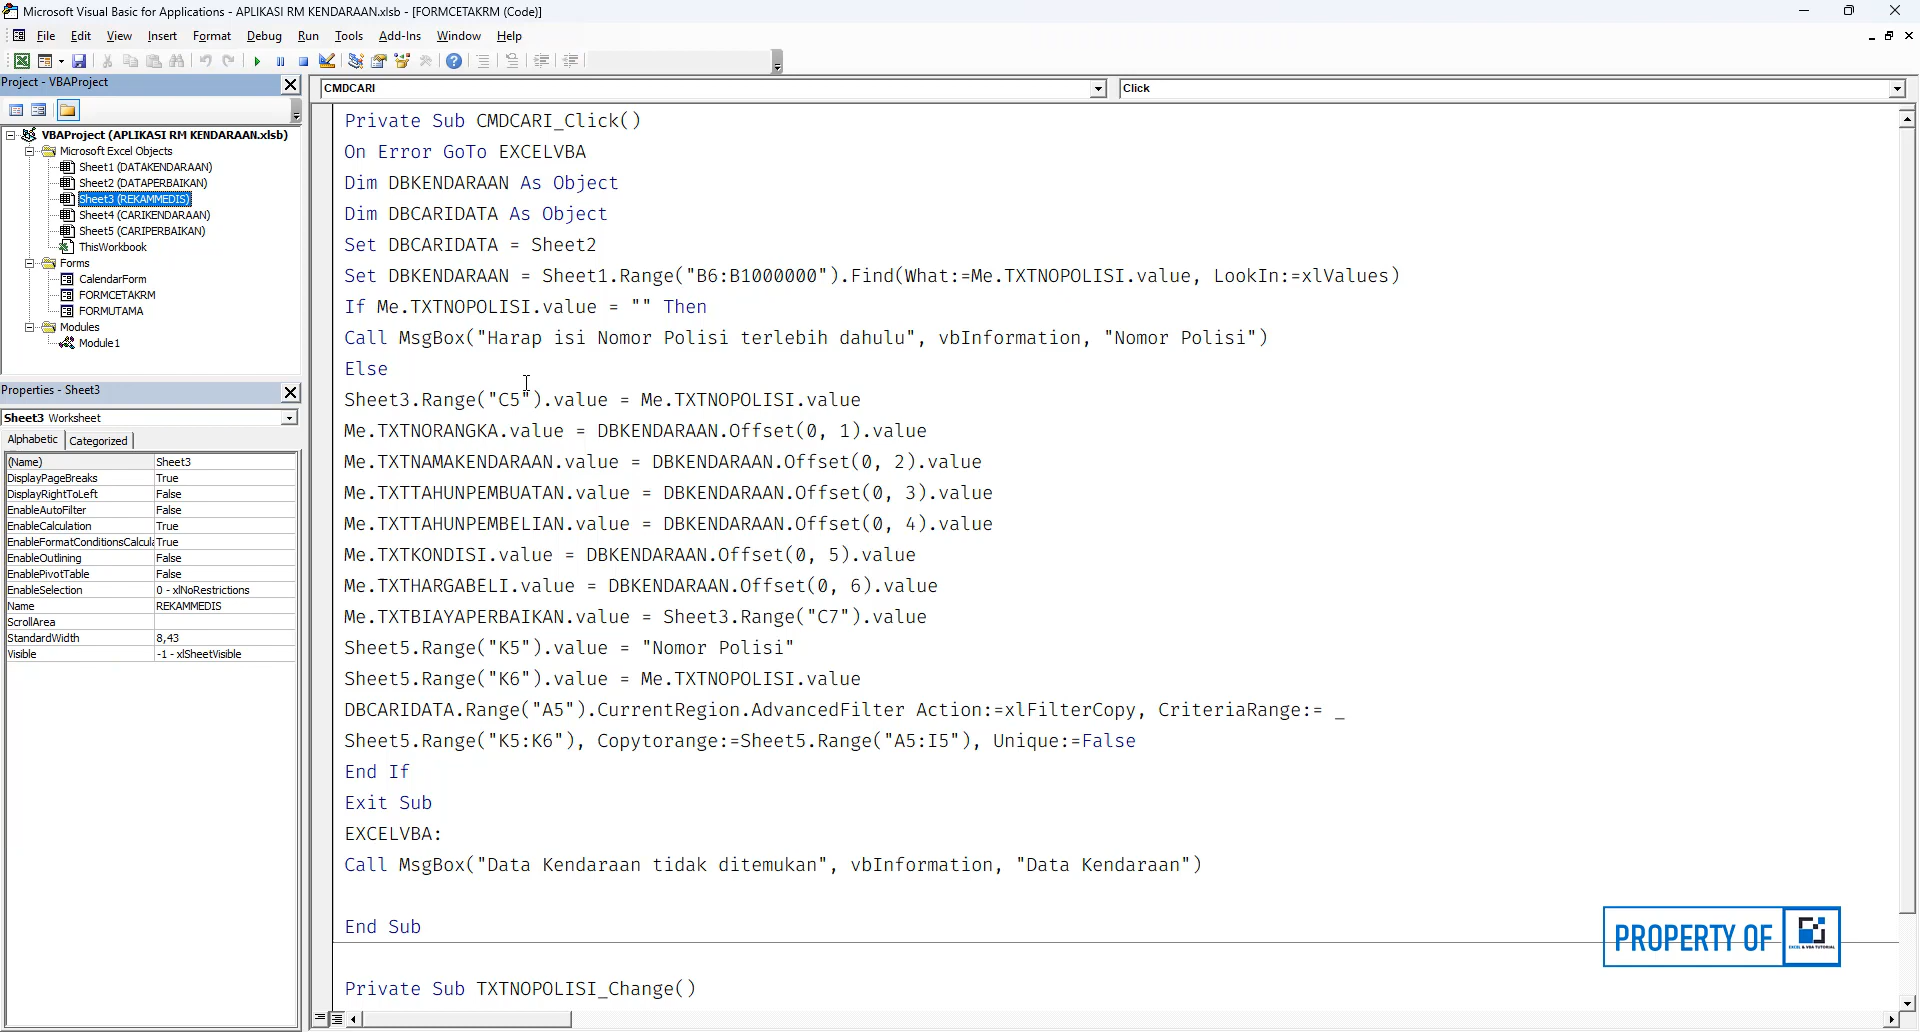 Microsoft Visual Basic for Applications - APLIKASI RM KENDARAAN.xlsb - [FORMCETAKRM (Code)]
File Edit View Insert Format Debug Run Tools Add-Ins Window Help
Project - VBAProject
VBAProject (APLIKASI RM KENDARAAN.xlsb)
Microsoft Excel Objects
Sheet1 (DATAKENDARAAN)
Sheet2 (DATAPERBAIKAN)
Sheet3 (REKAMMEDIS)
Sheet4 (CARIKENDARAAN)
Sheet5 (CARIPERBAIKAN)
ThisWorkbook
Forms
CalendarForm
FORMCETAKRM
FORMUTAMA
Modules
Module1
Properties - Sheet3
Sheet3 Worksheet
Alphabetic Categorized
(Name) Sheet3
DisplayPageBreaks True
DisplayRightToLeft False
EnableAutoFilter False
EnableCalculation True
EnableFormatConditionsCalcula True
EnableOutlining False
EnablePivotTable False
EnableSelection 0 - xlNoRestrictions
Name REKAMMEDIS
ScrollArea
StandardWidth 8,43
Visible -1 - xlSheetVisible
CMDCARI Click
Private Sub CMDCARI_Click()
On Error GoTo EXCELVBA
Dim DBKENDARAAN As Object
Dim DBCARIDATA As Object
Set DBCARIDATA = Sheet2
Set DBKENDARAAN = Sheet1.Range("B6:B1000000").Find(What:=Me.TXTNOPOLISI.value, LookIn:=xlValues)
If Me.TXTNOPOLISI.value = "" Then
Call MsgBox("Harap isi Nomor Polisi terlebih dahulu", vbInformation, "Nomor Polisi")
Else
Sheet3.Range("C5").value = Me.TXTNOPOLISI.value
Me.TXTNORANGKA.value = DBKENDARAAN.Offset(0, 1).value
Me.TXTNAMAKENDARAAN.value = DBKENDARAAN.Offset(0, 2).value
Me.TXTTAHUNPEMBUATAN.value = DBKENDARAAN.Offset(0, 3).value
Me.TXTTAHUNPEMBELIAN.value = DBKENDARAAN.Offset(0, 4).value
Me.TXTKONDISI.value = DBKENDARAAN.Offset(0, 5).value
Me.TXTHARGABELI.value = DBKENDARAAN.Offset(0, 6).value
Me.TXTBIAYAPERBAIKAN.value = Sheet3.Range("C7").value
Sheet5.Range("K5").value = "Nomor Polisi"
Sheet5.Range("K6").value = Me.TXTNOPOLISI.value
DBCARIDATA.Range("A5").CurrentRegion.AdvancedFilter Action:=xlFilterCopy, CriteriaRange:= _
Sheet5.Range("K5:K6"), Copytorange:=Sheet5.Range("A5:I5"), Unique:=False
End If
Exit Sub
EXCELVBA:
Call MsgBox("Data Kendaraan tidak ditemukan", vbInformation, "Data Kendaraan")
End Sub
Private Sub TXTNOPOLISI_Change()
PROPERTY OF
EXCEL & VBA TUTORIAL